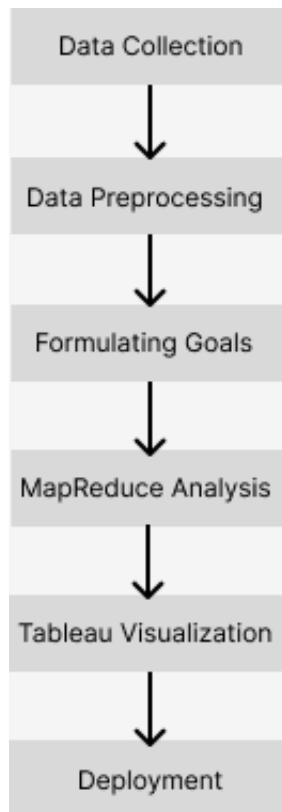 Data Collection
Data Preprocessing
Formulating Goals
MapReduce Analysis
Tableau Visualization
Deployment